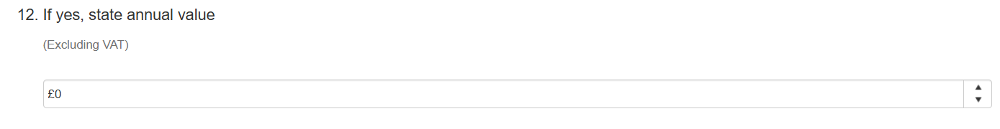 12. If yes, state annual value
(Excluding VAT)
£0